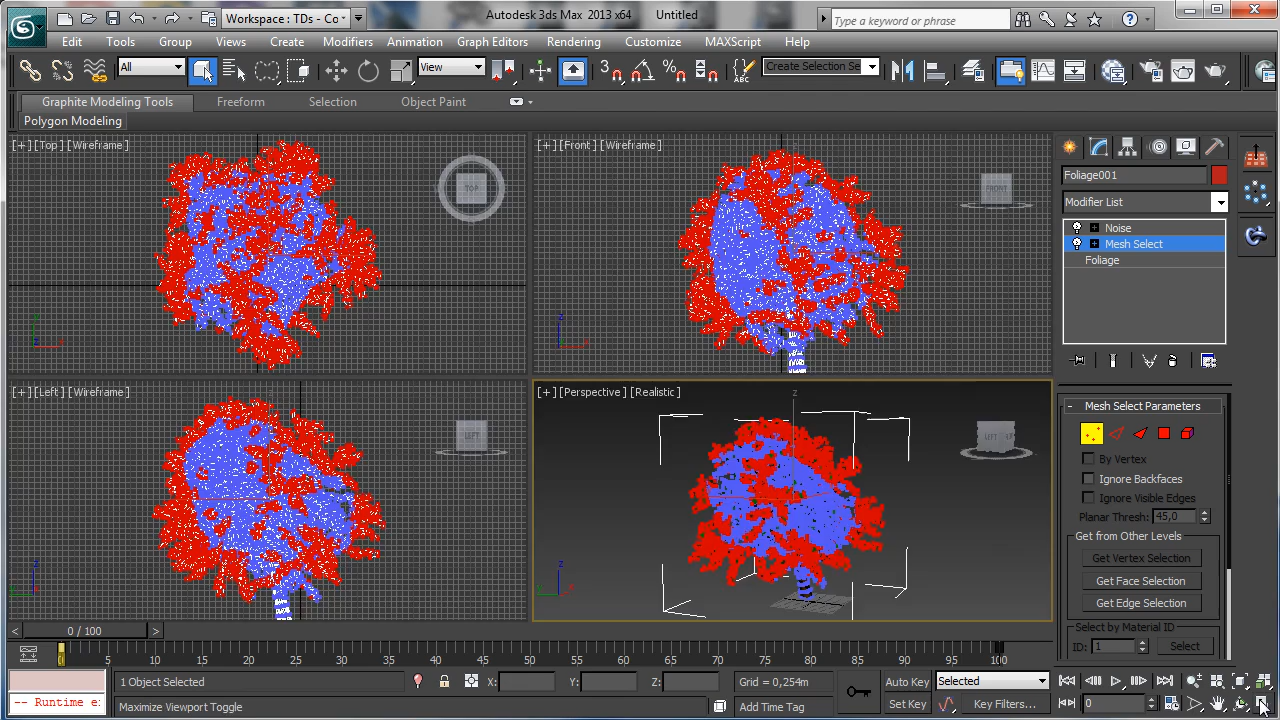 Workspace : TDs - Co
Autodesk 3ds Max 2013 x64 Untitled
Type a keyword or phrase
Edit Tools Group Views Create Modifiers Animation Graph Editors Rendering Customize MAXScript Help
All
View
3
ABC
Create Selection Se
Graphite Modeling Tools Freeform Selection Object Paint
Polygon Modeling
[+] [Top] [Wireframe]
TOP
[+] [Front] [Wireframe]
FRONT
Foliage001
Modifier List
Noise
Mesh Select
Foliage
[+] [Left] [Wireframe]
LEFT
[+] [Perspective] [Realistic]
LEFT
Mesh Select Parameters
By Vertex
Ignore Backfaces
Ignore Visible Edges
Planar Thresh: 45,0
Get from Other Levels
Get Vertex Selection
Get Face Selection
Get Edge Selection
Select by Material ID
ID: 1 Select
< 0 / 100 >
0 5 10 15 20 25 30 35 40 45 50 55 60 65 70 75 80 85 90 95 100
1 Object Selected X: Y: Z: Grid = 0,254m Auto Key Selected
-- Runtime e
Maximize Viewport Toggle Add Time Tag Set Key Key Filters... 0